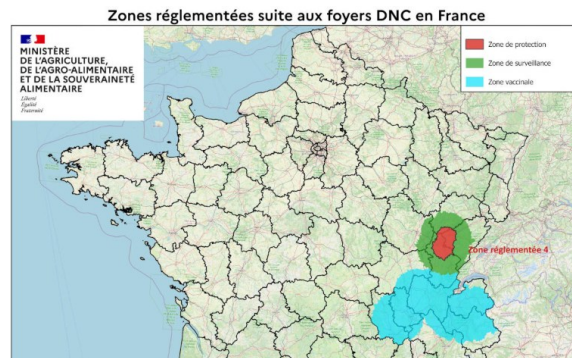 Zones réglementées suite aux foyers DNC en France
MINISTÈRE
DE L'AGRICULTURE,
DE L'AGRO-ALIMENTAIRE
ET DE LA SOUVERAINETÉ
ALIMENTAIRE
Liberté
Égalité
Fraternité
Zone de protection
Zone de surveillance
Zone vaccinale
Zone réglementée 4